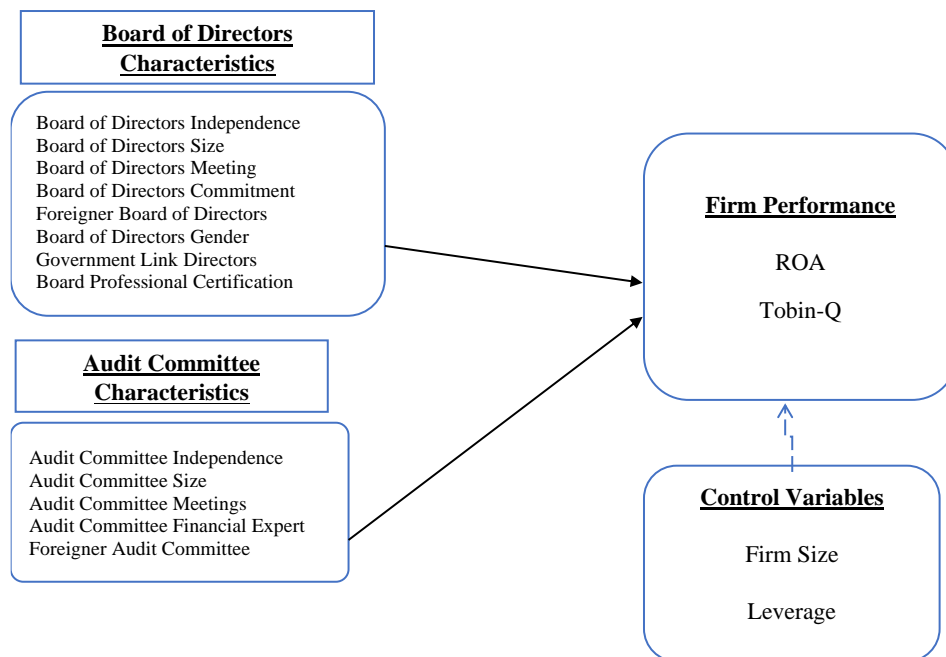 Board of Directors
Characteristics
Board of Directors Independence
Board of Directors Size
Board of Directors Meeting
Board of Directors Commitment
Foreigner Board of Directors
Board of Directors Gender
Government Link Directors
Board Professional Certification
Audit Committee
Characteristics
Audit Committee Independence
Audit Committee Size
Audit Committee Meetings
Audit Committee Financial Expert
Foreigner Audit Committee
Firm Performance
ROA
Tobin-Q
Control Variables
Firm Size
Leverage